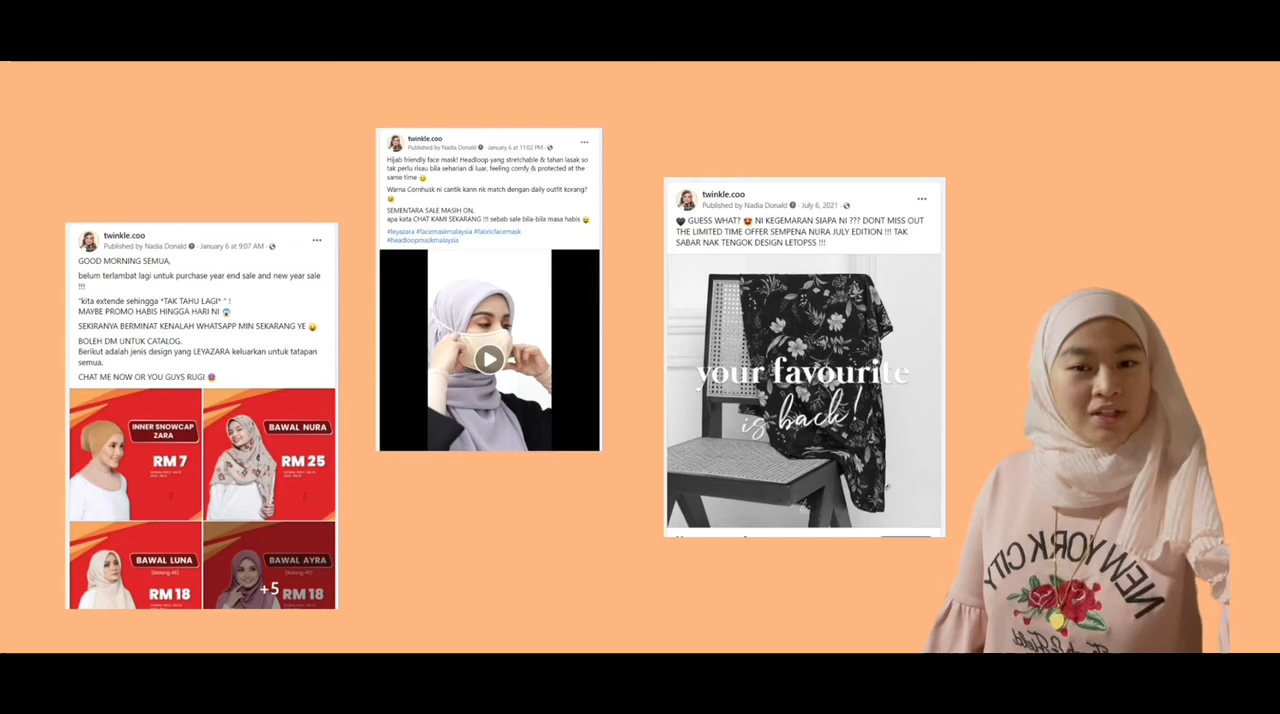 twinkle.coo
Published by Nadia Donald · January 6 at 9:07 AM ·
GOOD MORNING SEMUA,
belum terlambat lagi untuk purchase year end sale and new year sale
!!!
"kita extende sehingga *TAK TAHU LAGI* " !
MAYBE PROMO HABIS HINGGA HARI NI 😱
SEKIRANYA BERMINAT KENALAH WHATSAPP MIN SEKARANG YE 😜
BOLEH DM UNTUK CATALOG.
Berikut adalah jenis design yang LEYAZARA keluarkan untuk tatapan
semua.
CHAT ME NOW OR YOU GUYS RUGI
INNER SNOWCAP
ZARA
RM 7
BAWAL NURA
RM 25
BAWAL LUNA
(Bidang 45)
RM 18
BAWAL AYRA
(Bidang 45)
+5
RM 18
twinkle.coo
Published by Nadia Donald · January 6 at 11:02 PM ·
Hijab friendly face mask! Headloop yang stretchable & tahan lasak so
tak perlu risau bila seharian di luar, feeling comfy & protected at the
same time
Warna Cornhusk ni cantik kann nk match dengan daily outfit korang?
SEMENTARA SALE MASIH ON,
apa kata CHAT KAMI SEKARANG !!! sebab sale bila-bila masa habis
#leyazara #facemaskmalaysia #fabricfacemask
#headloopmaskmalaysia
twinkle.coo
Published by Nadia Donald · July 6, 2021 ·
🖤 GUESS WHAT? 😍 NI KEGEMARAN SIAPA NI ??? DONT MISS OUT
THE LIMITED TIME OFFER SEMPENA NURA JULY EDITION !!! TAK
SABAR NAK TENGOK DESIGN LETOPSS !!!
your favourite
is back!
NEW YORK CITY